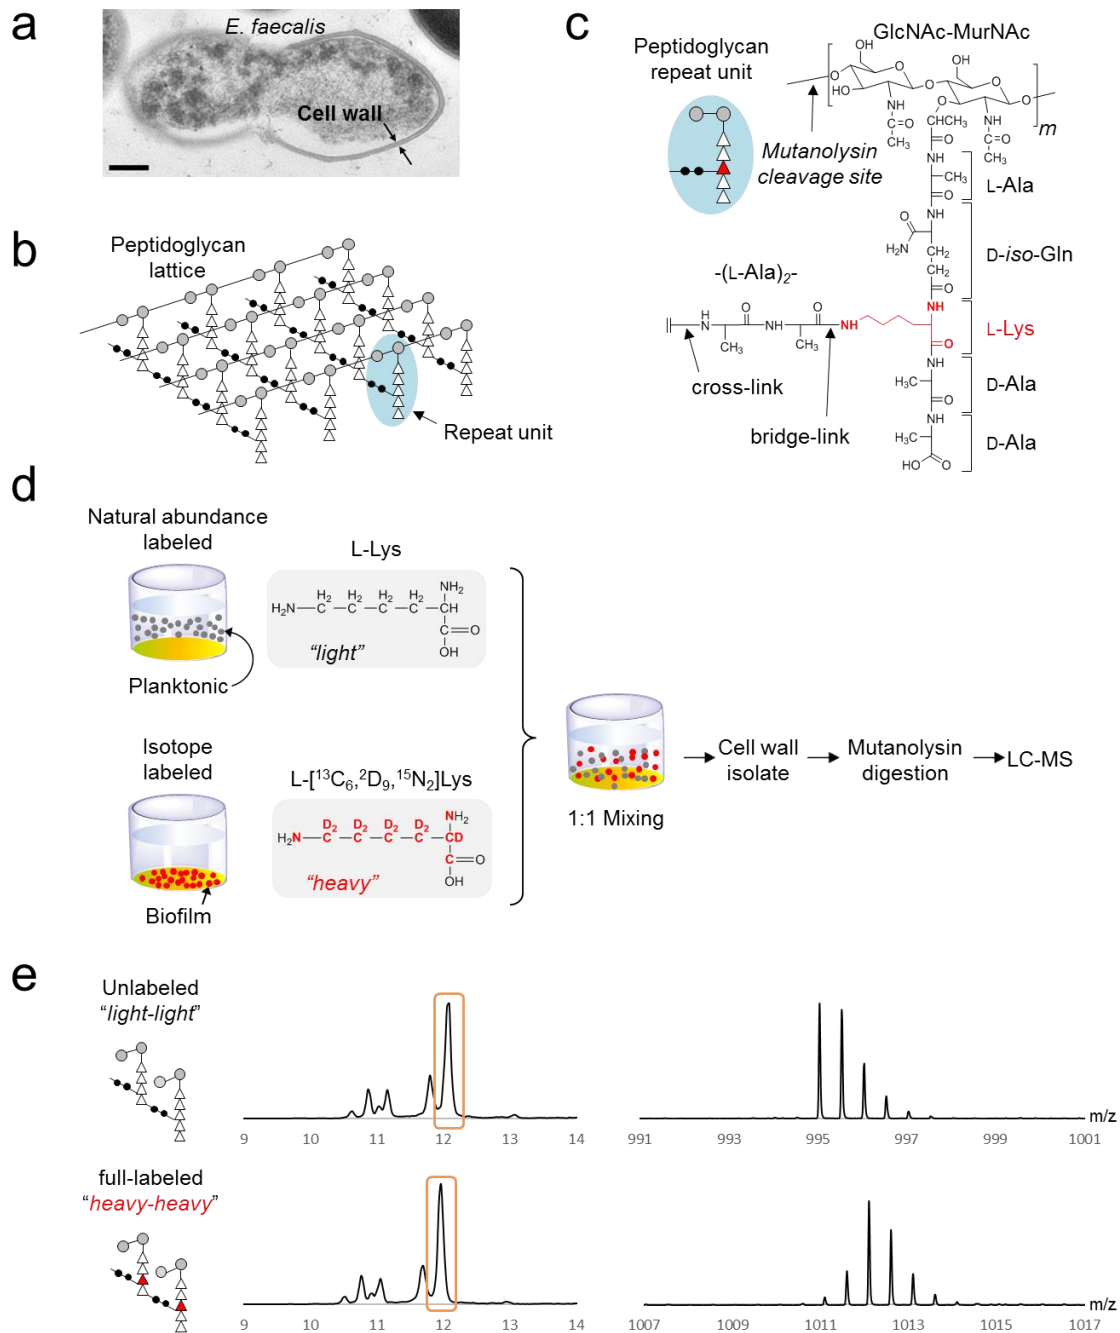 a
E. faecalis
Cell wall
b
Peptidoglycan
lattice
Repeat unit
c
Peptidoglycan
repeat unit
GlcNAc-MurNAc
OH
OH
O
O
O
O
O
HO
HO
NH
C=O
CH₃
O
CH₃
NH
C=O
CH₃
m
Mutanolysin
cleavage site
O
NH
CH₃
O
L-Ala
NH
O
H₂N
CH₂
CH₂
O
D-iso-Gln
-(L-Ala)₂-
N
H
O
CH₃
NH
O
CH₃
NH
NH
O
L-Lys
cross-link
bridge-link
NH
H₃C
O
D-Ala
NH
H₃C
HO
O
D-Ala
d
Natural abundance
labeled
Planktonic
L-Lys
NH₂
H₂N—C—C—C—C—CH
H₂ H₂ H₂ H₂
C=O
OH
"light"
Isotope
labeled
Biofilm
L-[¹³C₆,²D₉,¹⁵N₂]Lys
NH₂
D₂ D₂ D₂ D₂
H₂N—C—C—C—C—CD
C=O
OH
"heavy"
1:1 Mixing
Cell wall
isolate
Mutanolysin
digestion
LC-MS
e
Unlabeled
"light-light"
9 10 11 12 13 14
991 993 995 997 999 1001
m/z
full-labeled
"heavy-heavy"
9 10 11 12 13 14
1007 1009 1011 1013 1015 1017
m/z